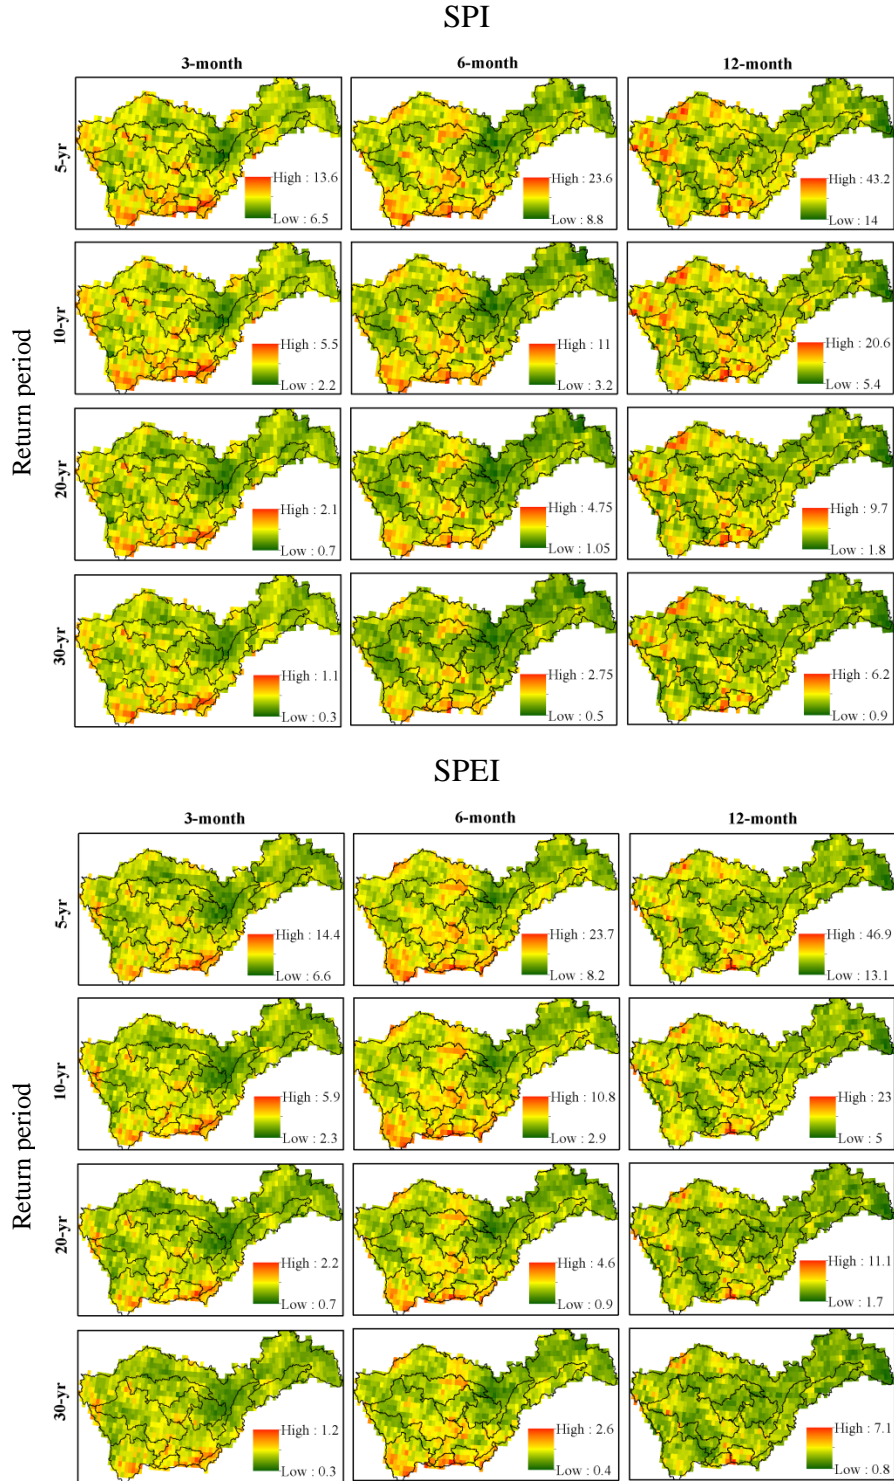 SPI
3-month
6-month
12-month
Return period
5-yr
High : 13.6
Low : 6.5
High : 23.6
Low : 8.8
High : 43.2
Low : 14
10-yr
High : 5.5
Low : 2.2
High : 11
Low : 3.2
High : 20.6
Low : 5.4
20-yr
High : 2.1
Low : 0.7
High : 4.75
Low : 1.05
High : 9.7
Low : 1.8
30-yr
High : 1.1
Low : 0.3
High : 2.75
Low : 0.5
High : 6.2
Low : 0.9
SPEI
3-month
6-month
12-month
Return period
5-yr
High : 14.4
Low : 6.6
High : 23.7
Low : 8.2
High : 46.9
Low : 13.1
10-yr
High : 5.9
Low : 2.3
High : 10.8
Low : 2.9
High : 23
Low : 5
20-yr
High : 2.2
Low : 0.7
High : 4.6
Low : 0.9
High : 11.1
Low : 1.7
30-yr
High : 1.2
Low : 0.3
High : 2.6
Low : 0.4
High : 7.1
Low : 0.8